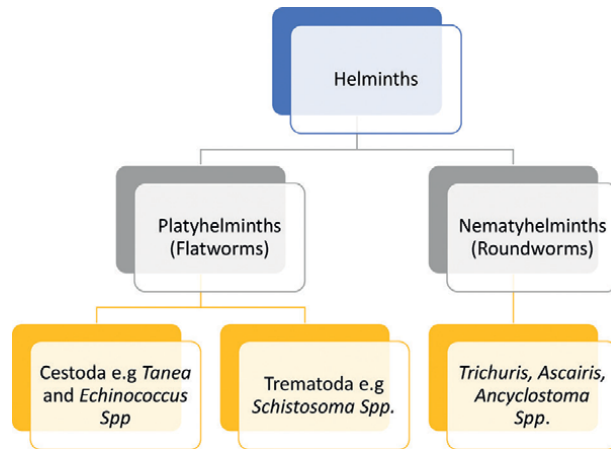 Helminths
Platyhelminths
(Flatworms)
Nematyhelminths
(Roundworms)
Cestoda e.g Tanea
and Echinococcus
Spp
Trematoda e.g
Schistosoma Spp.
Trichuris, Ascairis,
Ancyclostoma
Spp.